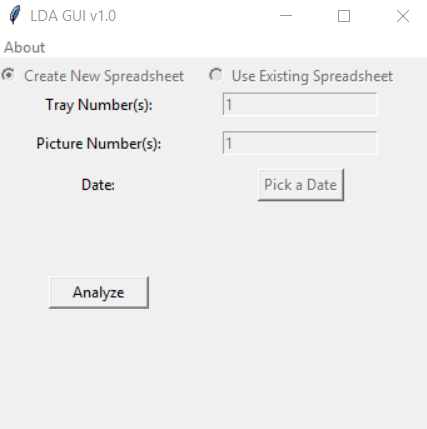 LDA GUI v1.0
About
Create New Spreadsheet Use Existing Spreadsheet
Tray Number(s): 1
Picture Number(s): 1
Date: Pick a Date
Analyze